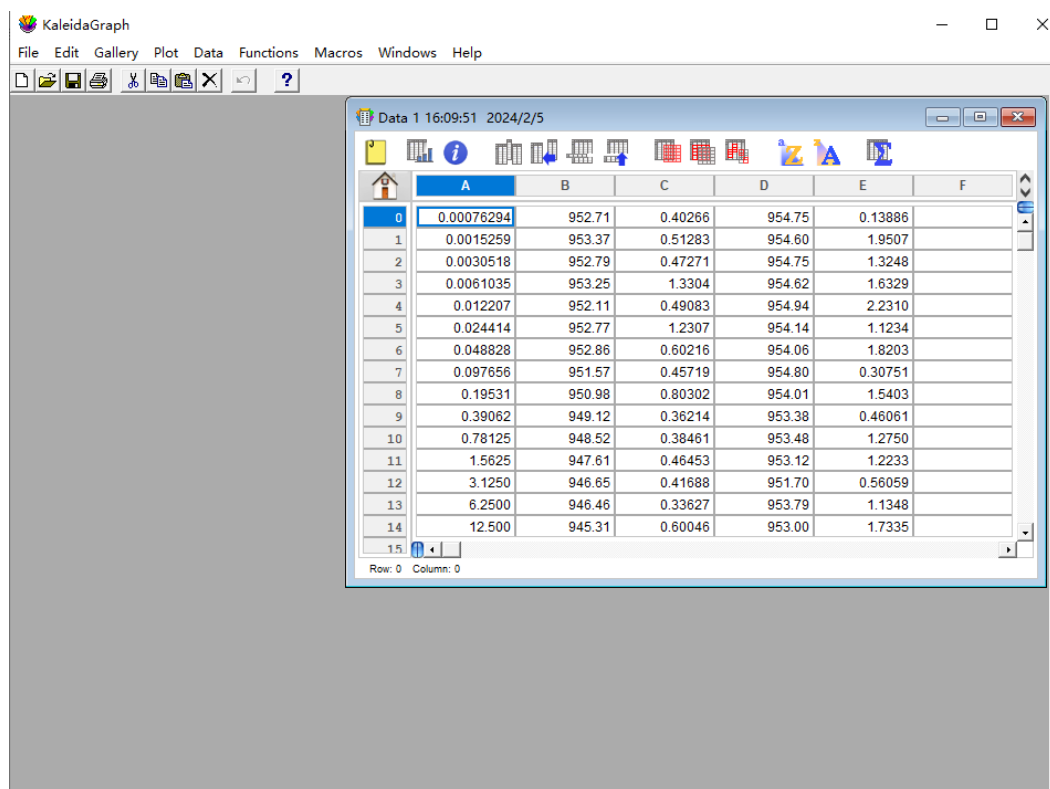 KaleidaGraph
File Edit Gallery Plot Data Functions Macros Windows Help
?
Data 1 16:09:51 2024/2/5
i Z A Σ
A B C D E F
0 0.00076294 952.71 0.40266 954.75 0.13886
1 0.0015259 953.37 0.51283 954.60 1.9507
2 0.0030518 952.79 0.47271 954.75 1.3248
3 0.0061035 953.25 1.3304 954.62 1.6329
4 0.012207 952.11 0.49083 954.94 2.2310
5 0.024414 952.77 1.2307 954.14 1.1234
6 0.048828 952.86 0.60216 954.06 1.8203
7 0.097656 951.57 0.45719 954.80 0.30751
8 0.19531 950.98 0.80302 954.01 1.5403
9 0.39062 949.12 0.36214 953.38 0.46061
10 0.78125 948.52 0.38461 953.48 1.2750
11 1.5625 947.61 0.46453 953.12 1.2233
12 3.1250 946.65 0.41688 951.70 0.56059
13 6.2500 946.46 0.33627 953.79 1.1348
14 12.500 945.31 0.60046 953.00 1.7335
15
Row: 0 Column: 0